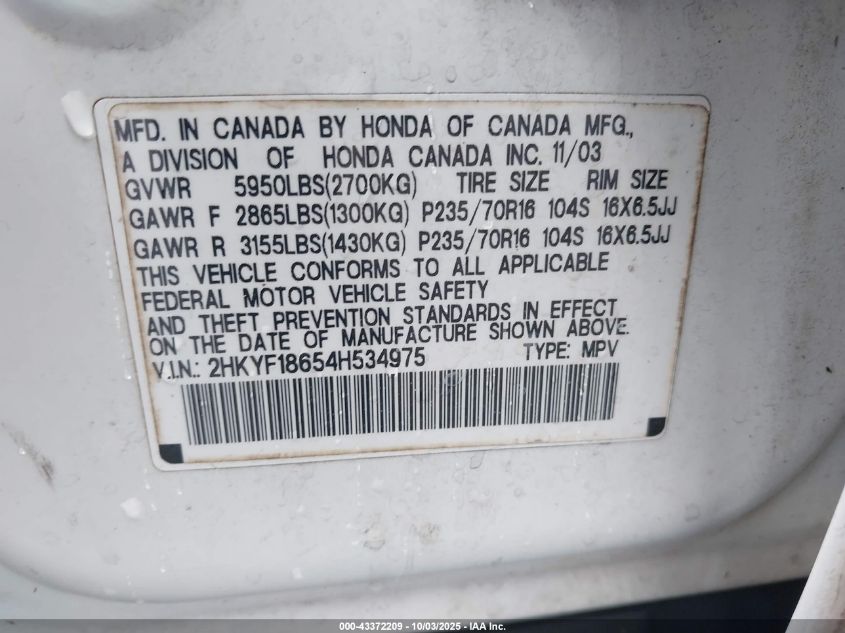 MFD. IN CANADA BY HONDA OF CANADA MFG.,
A DIVISION OF HONDA CANADA INC. 11/03
GVWR 5950LBS(2700KG) TIRE SIZE RIM SIZE
GAWR F 2865LBS(1300KG) P235/70R16 104S 16X6.5JJ
GAWR R 3155LBS(1430KG) P235/70R16 104S 16X6.5JJ
THIS VEHICLE CONFORMS TO ALL APPLICABLE
FEDERAL MOTOR VEHICLE SAFETY
AND THEFT PREVENTION STANDARDS IN EFFECT
ON THE DATE OF MANUFACTURE SHOWN ABOVE.
V.I.N.: 2HKYF18654H534975 TYPE: MPV
000-43372209 - 10/03/2025 - IAA Inc.